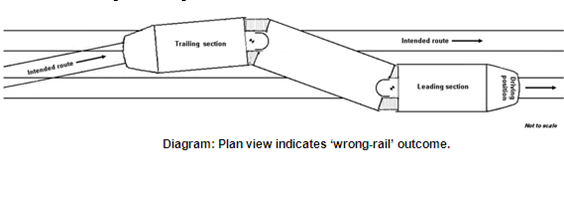 Trailing section
Intended route
Intended route
Leading section
Driving position
Not to scale
Diagram: Plan view indicates ‘wrong-rail’ outcome.